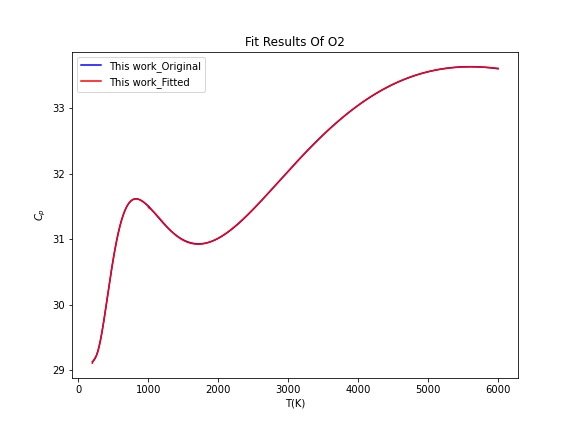 Fit Results Of O2
This work_Original
This work_Fitted
33
32
31
30
29
C_p
0
1000
2000
3000
4000
5000
6000
T(K)